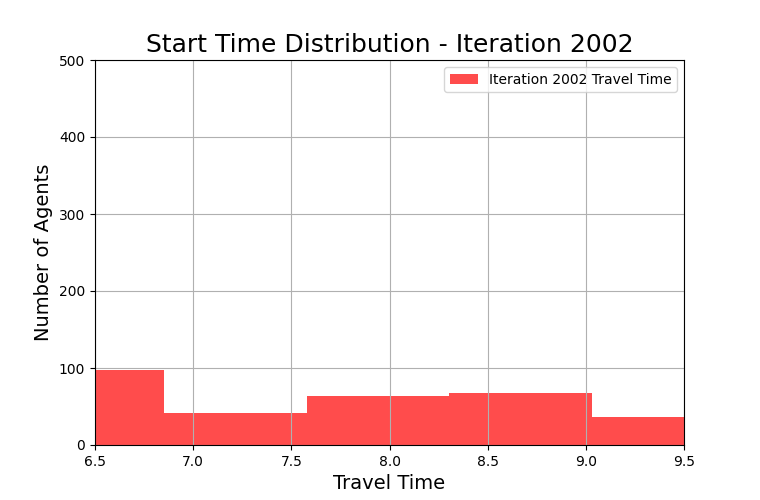 Start Time Distribution - Iteration 2002
500
400
300
200
100
0
Number of Agents
Iteration 2002 Travel Time
6.5 7.0 7.5 8.0 8.5 9.0 9.5
Travel Time